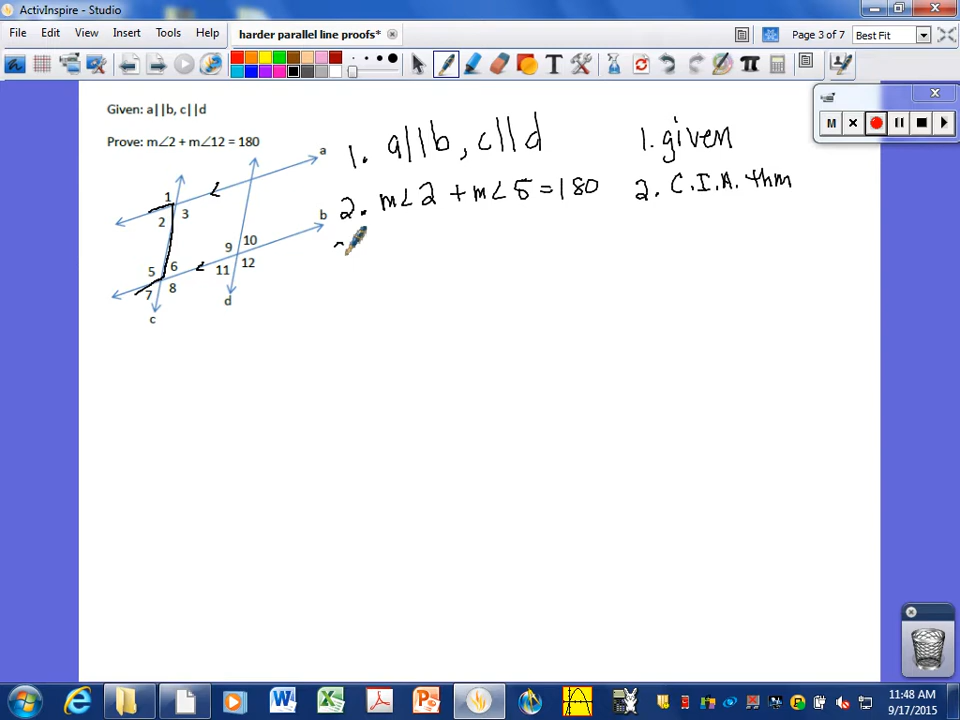 ActivInspire - Studio
File Edit View Insert Tools Help
harder parallel line proofs*
Page 3 of 7
Best Fit
Given: a||b, c||d
Prove: m∠2 + m∠12 = 180
1. a||b, c||d 1. given
2. m∠2 + m∠5 = 180 2. C.I.A. thm
a
b
1
2 3
9 10
5 6
11 12
7 8
d
c
M
11:48 AM
9/17/2015